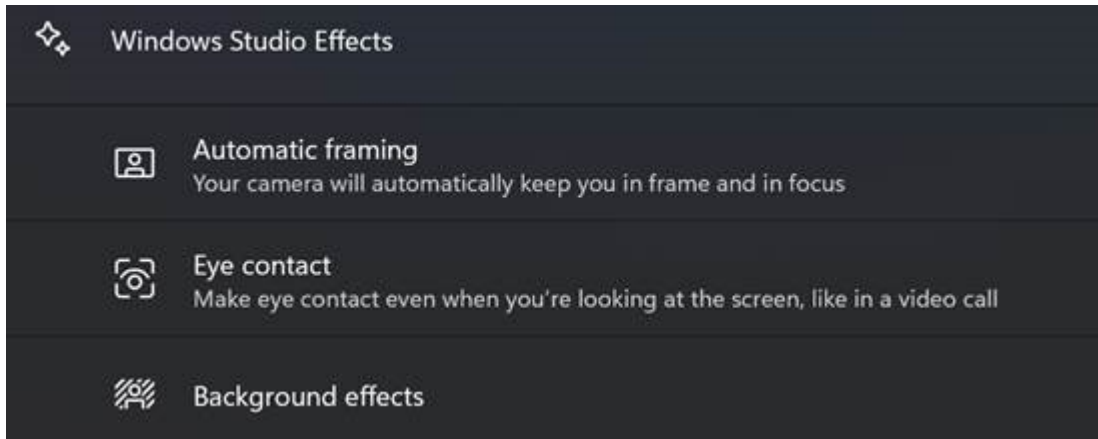 Windows Studio Effects
Automatic framing
Your camera will automatically keep you in frame and in focus
Eye contact
Make eye contact even when you're looking at the screen, like in a video call
Background effects